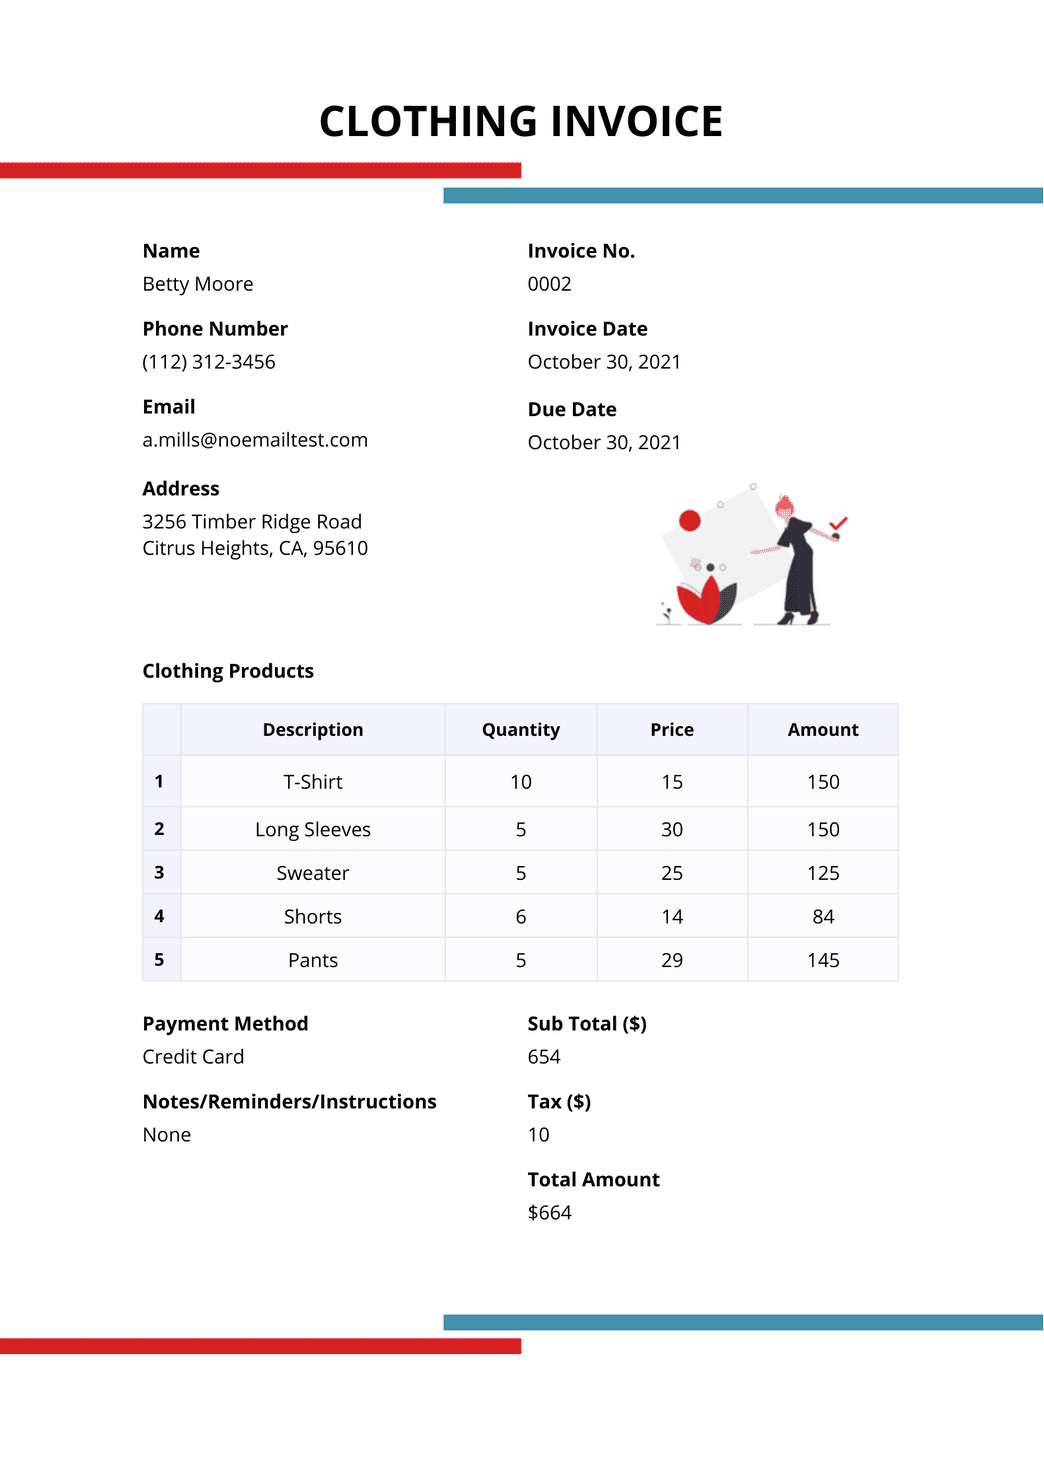 CLOTHING INVOICE
Name
Betty Moore
Phone Number
(112) 312-3456
Email
a.mills@noemailtest.com
Address
3256 Timber Ridge Road
Citrus Heights, CA, 95610
Invoice No.
0002
Invoice Date
October 30, 2021
Due Date
October 30, 2021
Clothing Products
Description Quantity Price Amount
1 T-Shirt 10 15 150
2 Long Sleeves 5 30 150
3 Sweater 5 25 125
4 Shorts 6 14 84
5 Pants 5 29 145
Payment Method
Credit Card
Notes/Reminders/Instructions
None
Sub Total ($)
654
Tax ($)
10
Total Amount
$664